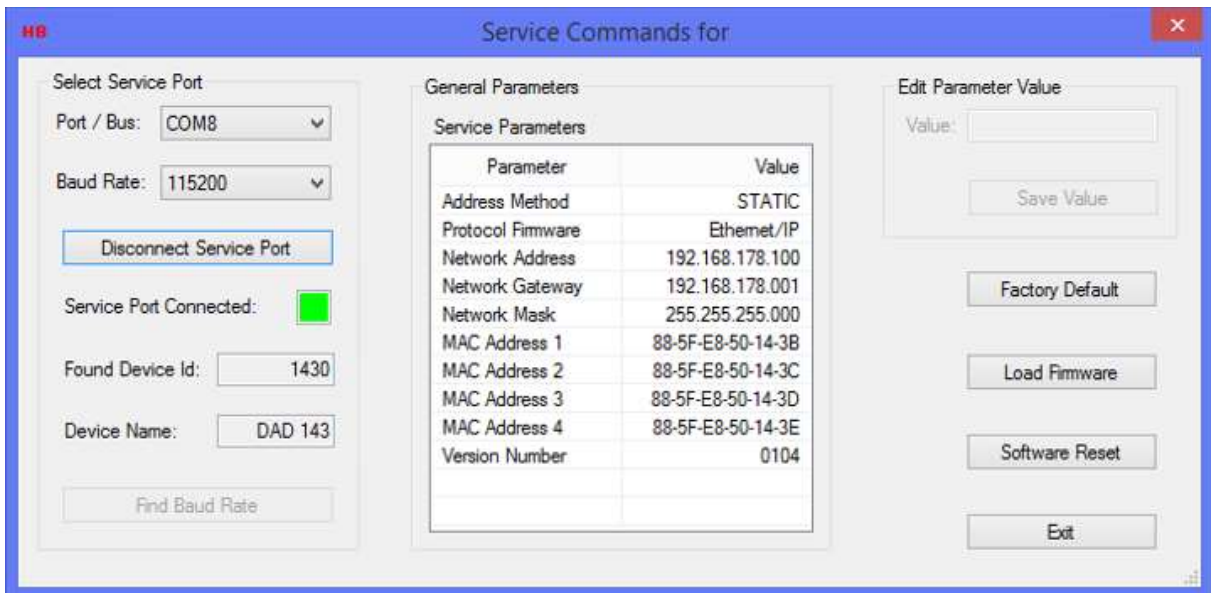 HB
Service Commands for
Select Service Port
Port / Bus: COM8
Baud Rate: 115200
Disconnect Service Port
Service Port Connected:
Found Device Id: 1430
Device Name: DAD 143
Find Baud Rate
General Parameters
Service Parameters
Parameter Value
Address Method STATIC
Protocol Firmware Ethernet/IP
Network Address 192.168.178.100
Network Gateway 192.168.178.001
Network Mask 255.255.255.000
MAC Address 1 88-5F-E8-50-14-3B
MAC Address 2 88-5F-E8-50-14-3C
MAC Address 3 88-5F-E8-50-14-3D
MAC Address 4 88-5F-E8-50-14-3E
Version Number 0104
Edit Parameter Value
Value:
Save Value
Factory Default
Load Firmware
Software Reset
Exit